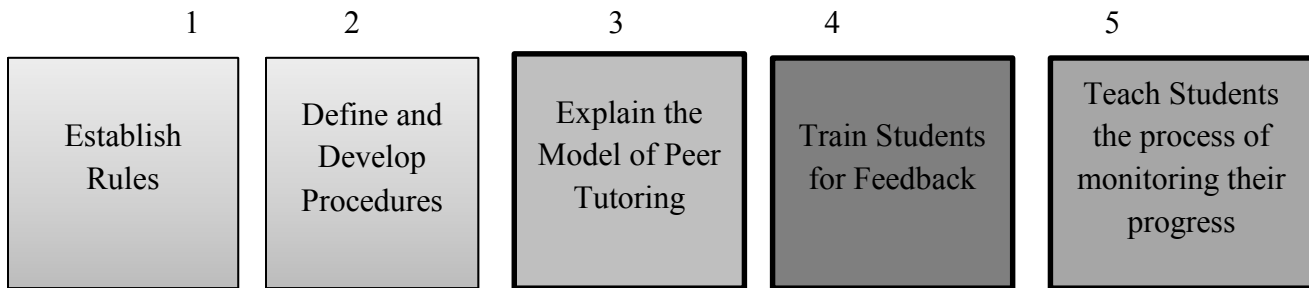 1 2 3 4 5
Establish
Rules
Define and
Develop
Procedures
Explain the
Model of Peer
Tutoring
Train Students
for Feedback
Teach Students
the process of
monitoring their
progress